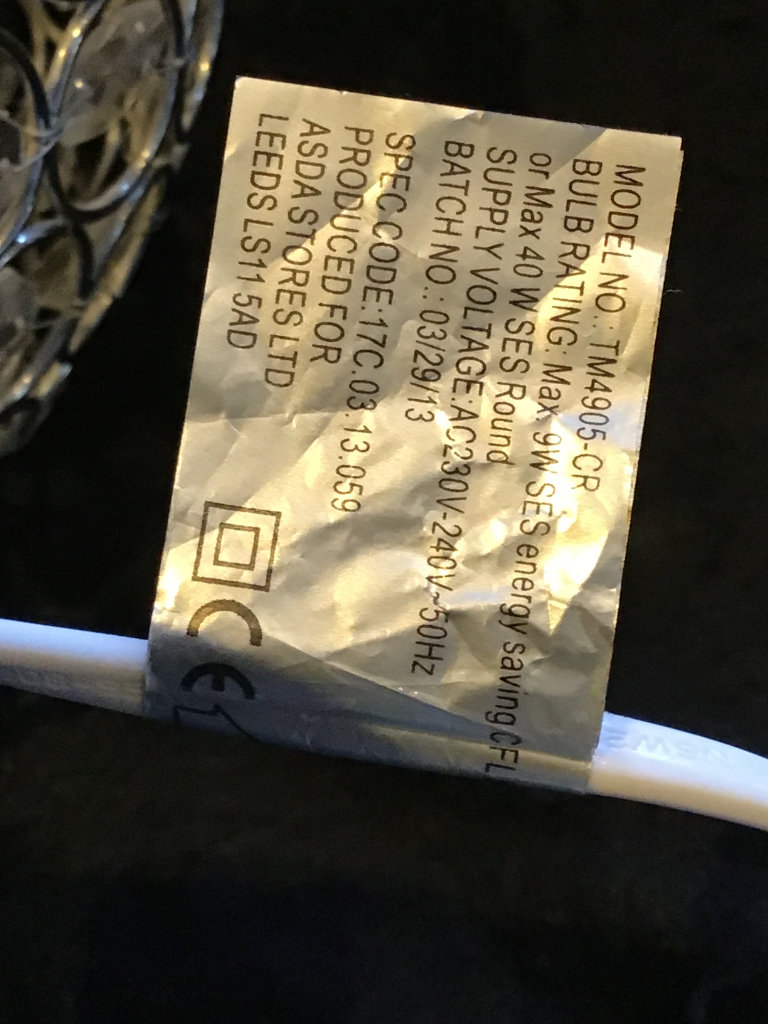 MODEL NO.: TM4905-CR
BULB RATING: Max 9W SES energy saving CFL
or Max 40 W SES Round
SUPPLY VOLTAGE:AC230V-240V~50Hz
BATCH NO.: 03/29/13
SPEC CODE:17C.03.13.059
PRODUCED FOR
ASDA STORES LTD
LEEDS LS11 5AD
CE